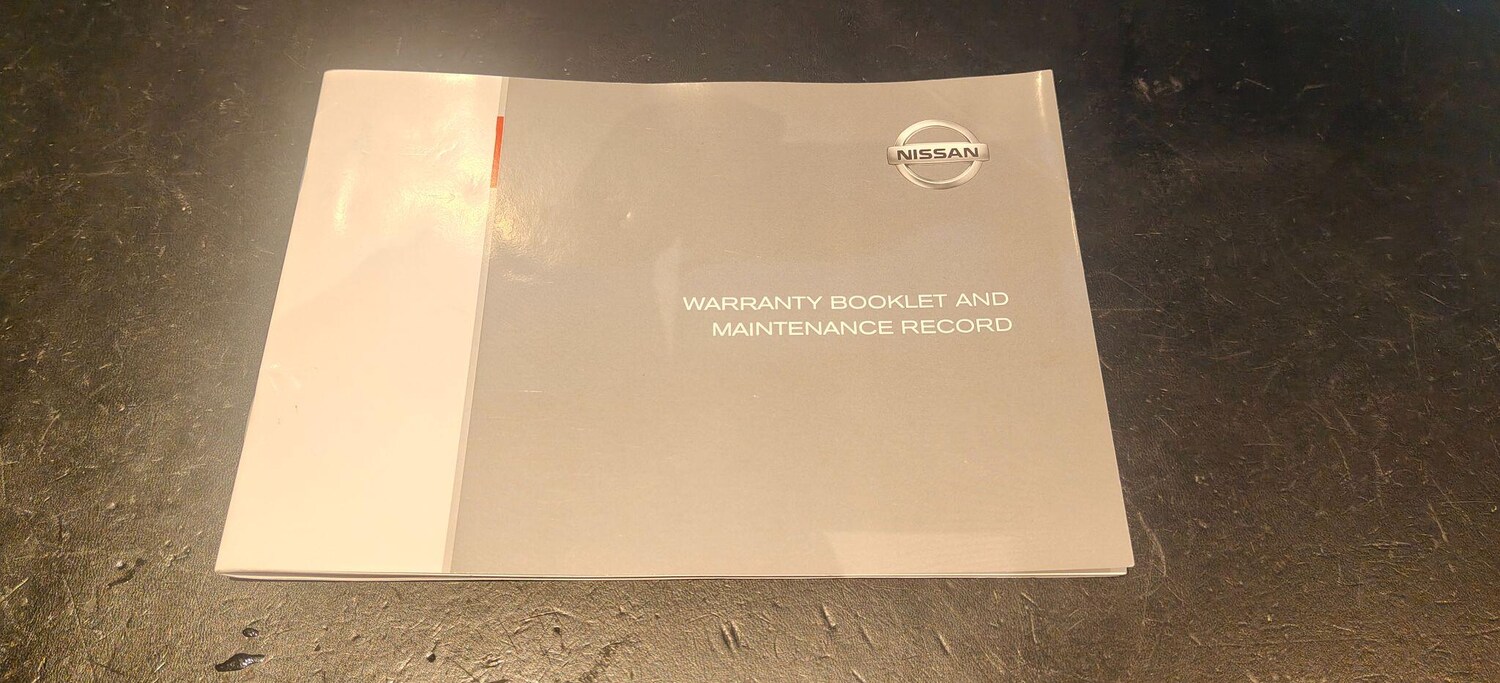 NISSAN
WARRANTY BOOKLET AND
MAINTENANCE RECORD